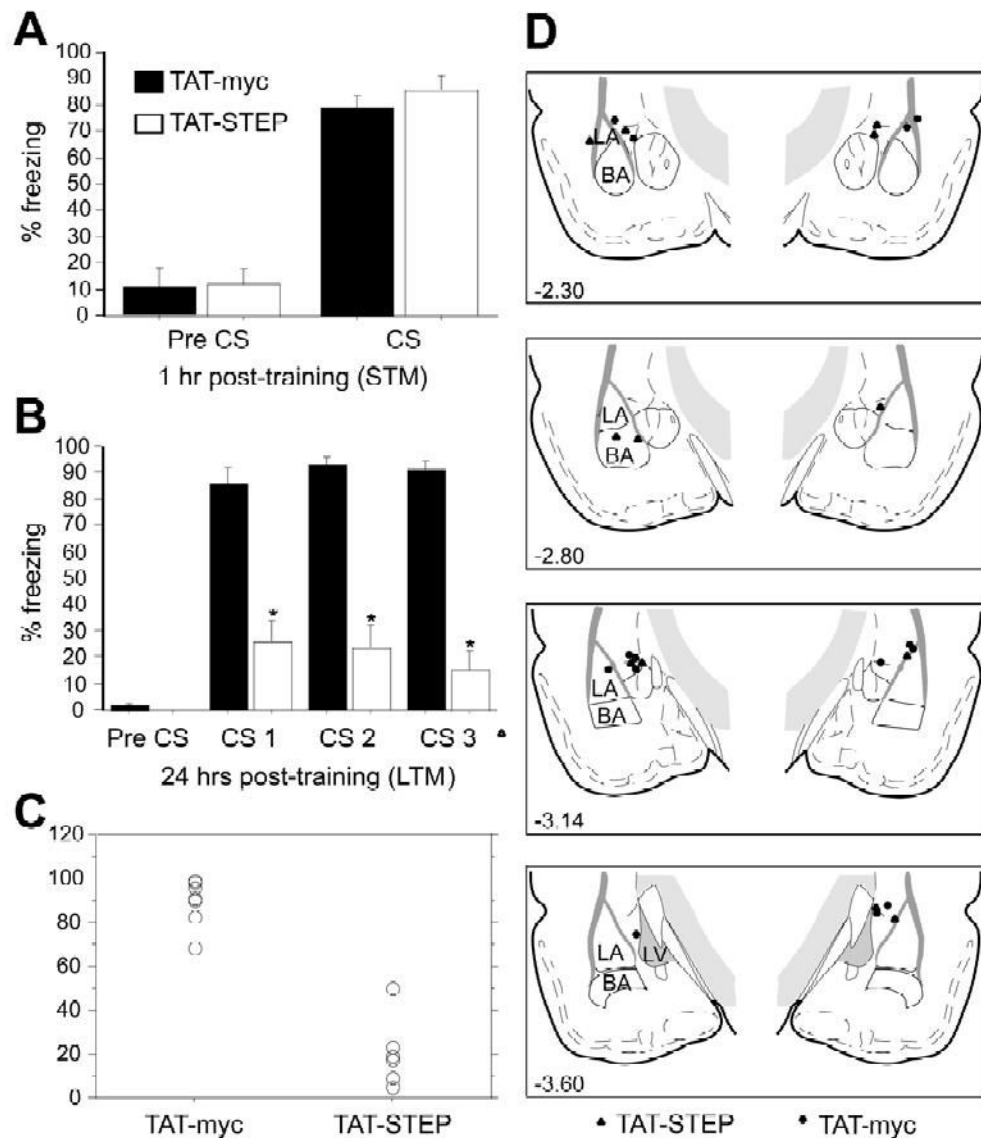 A
100
90
80
70
60
50
40
30
20
10
0
% freezing
TAT-myc
TAT-STEP
Pre CS CS
1 hr post-training (STM)
B
100
90
80
70
60
50
40
30
20
10
0
% freezing
* * *
Pre CS CS 1 CS 2 CS 3
24 hrs post-training (LTM)
C
120
100
80
60
40
20
0
TAT-myc TAT-STEP
D
LA
BA
-2.30
LA
BA
-2.80
LA
BA
-3.14
LA LV
BA
-3.60
TAT-STEP TAT-myc